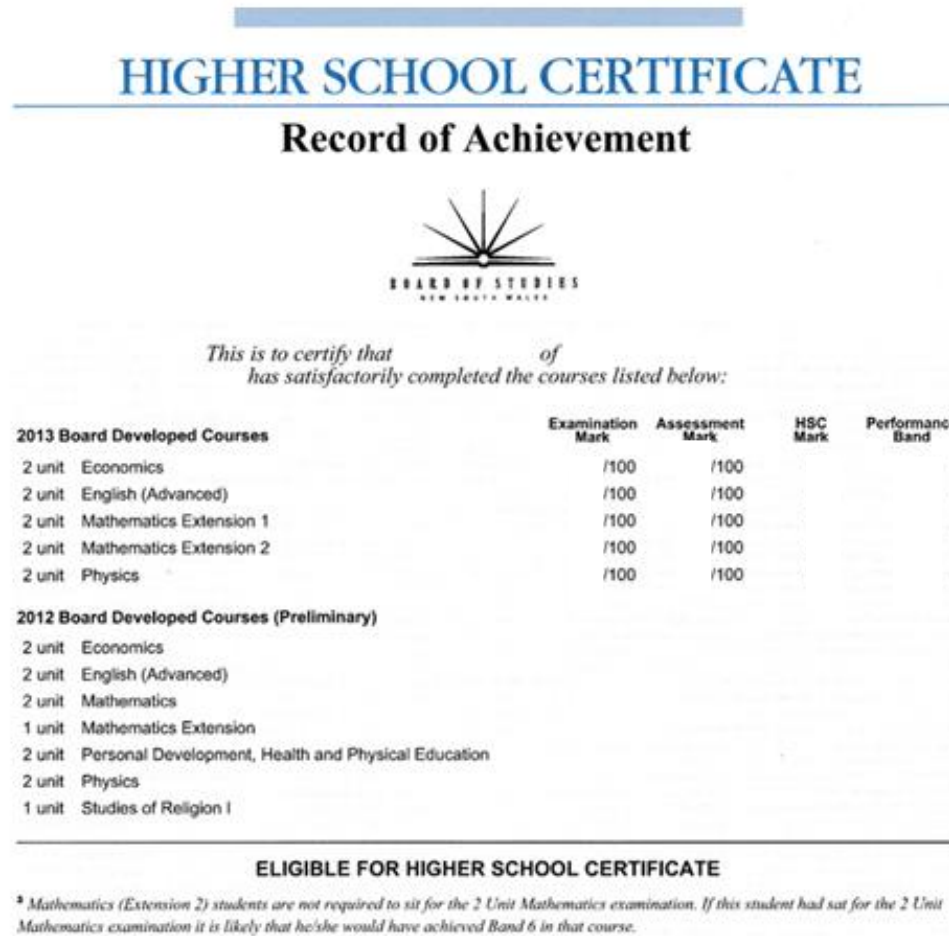 HIGHER SCHOOL CERTIFICATE
Record of Achievement
BOARD OF STUDIES
NEW SOUTH WALES
This is to certify that of
has satisfactorily completed the courses listed below:
2013 Board Developed Courses Examination Mark Assessment Mark HSC Mark Performanc Band
2 unit Economics /100 /100
2 unit English (Advanced) /100 /100
2 unit Mathematics Extension 1 /100 /100
2 unit Mathematics Extension 2 /100 /100
2 unit Physics /100 /100
2012 Board Developed Courses (Preliminary)
2 unit Economics
2 unit English (Advanced)
2 unit Mathematics
1 unit Mathematics Extension
2 unit Personal Development, Health and Physical Education
2 unit Physics
1 unit Studies of Religion I
ELIGIBLE FOR HIGHER SCHOOL CERTIFICATE
ª Mathematics (Extension 2) students are not required to sit for the 2 Unit Mathematics examination. If this student had sat for the 2 Unit
Mathematics examination it is likely that he/she would have achieved Band 6 in that course.